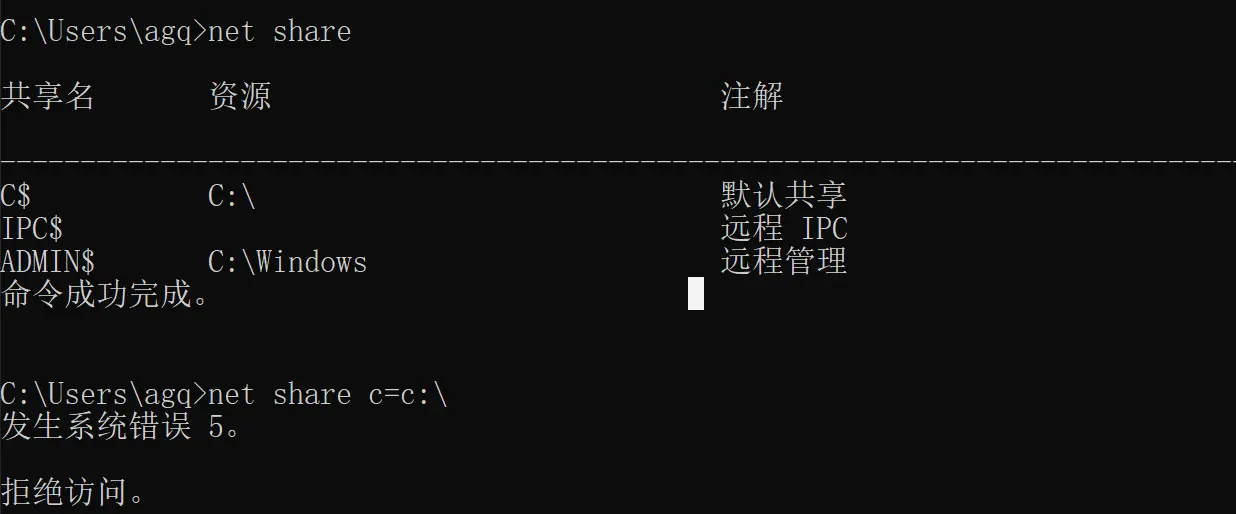 C:\Users\agq>net share
共享名 资源 注解
-------------------------------------------------------------------------------
C$ C:\ 默认共享
IPC$ 远程 IPC
ADMIN$ C:\Windows 远程管理
命令成功完成。
C:\Users\agq>net share c=c:\
发生系统错误 5。
拒绝访问。